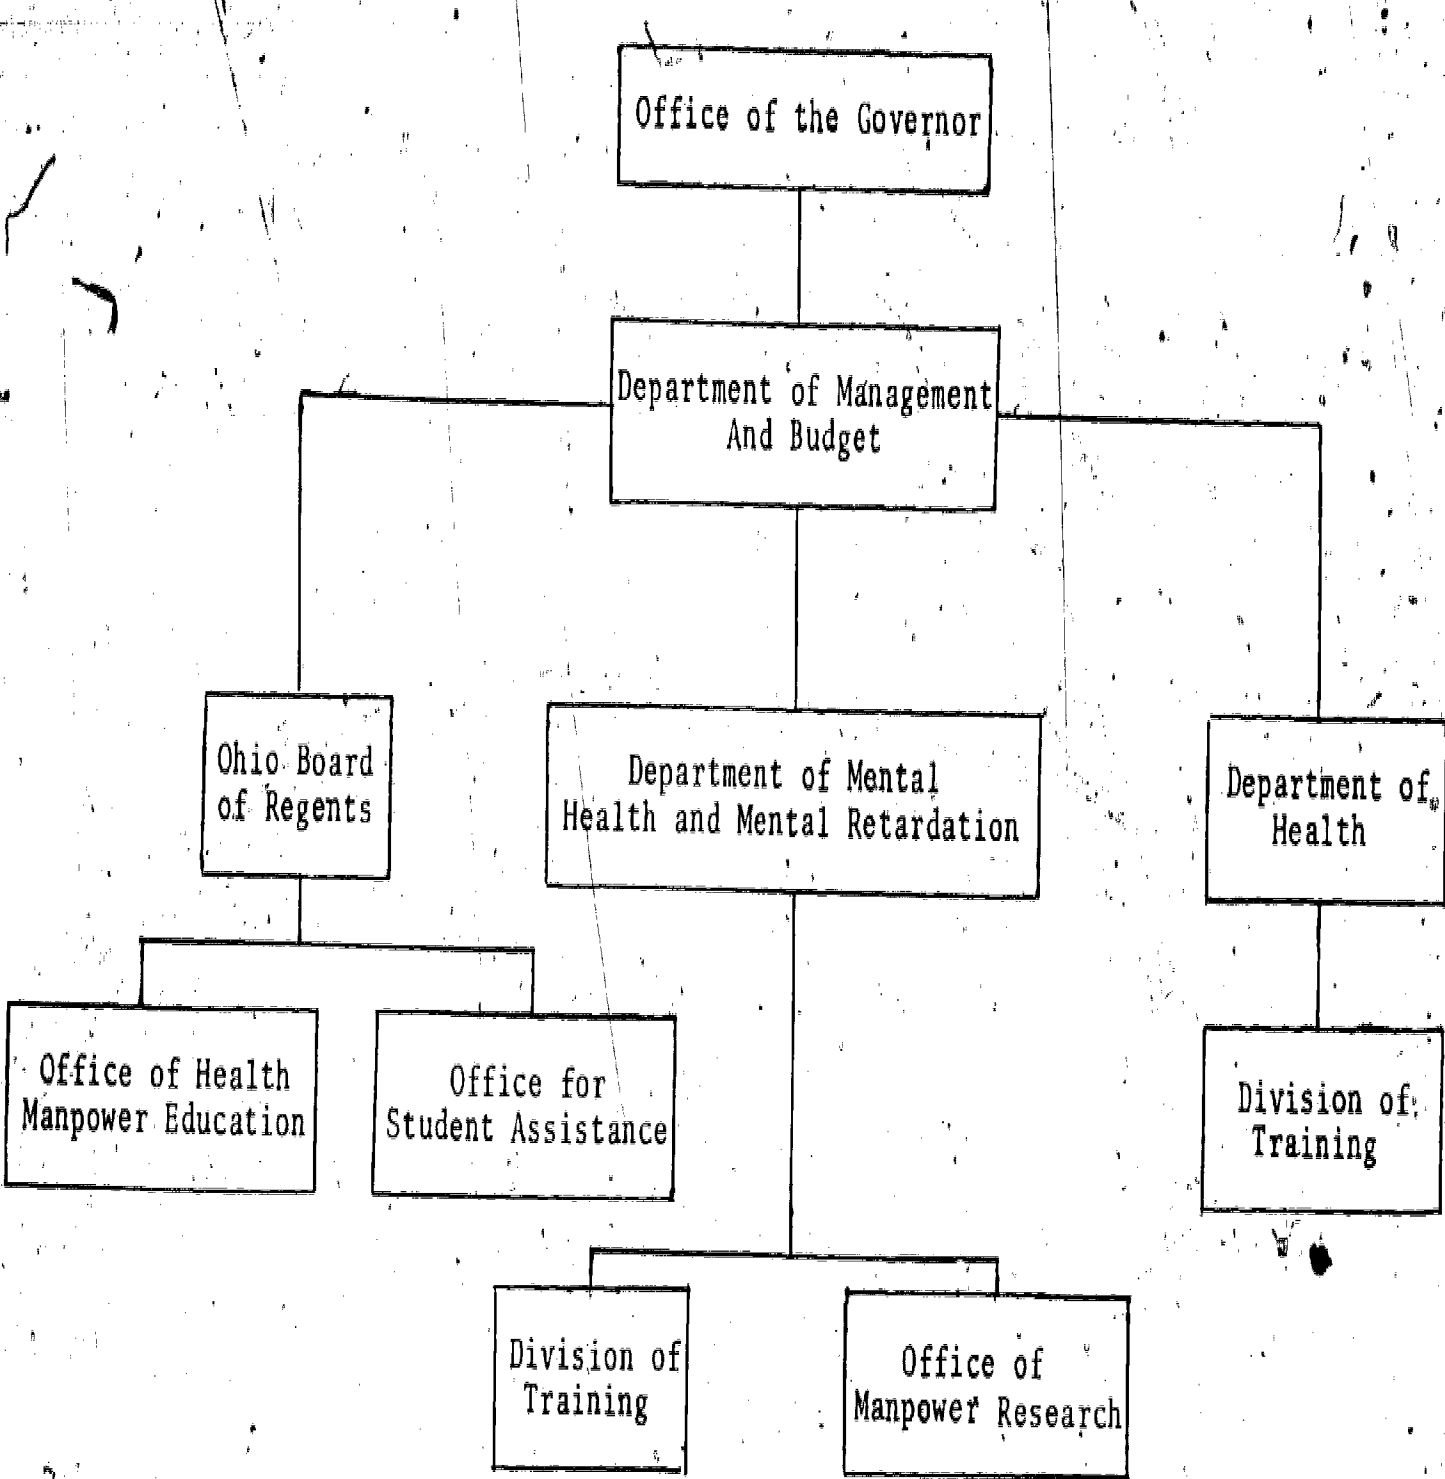 Office of the Governor
Department of Management
And Budget
Ohio Board
of Regents
Department of Mental
Health and Mental Retardation
Department of
Health
Office of Health
Manpower Education
Office for
Student Assistance
Division of
Training
Division of
Training
Office of
Manpower Research